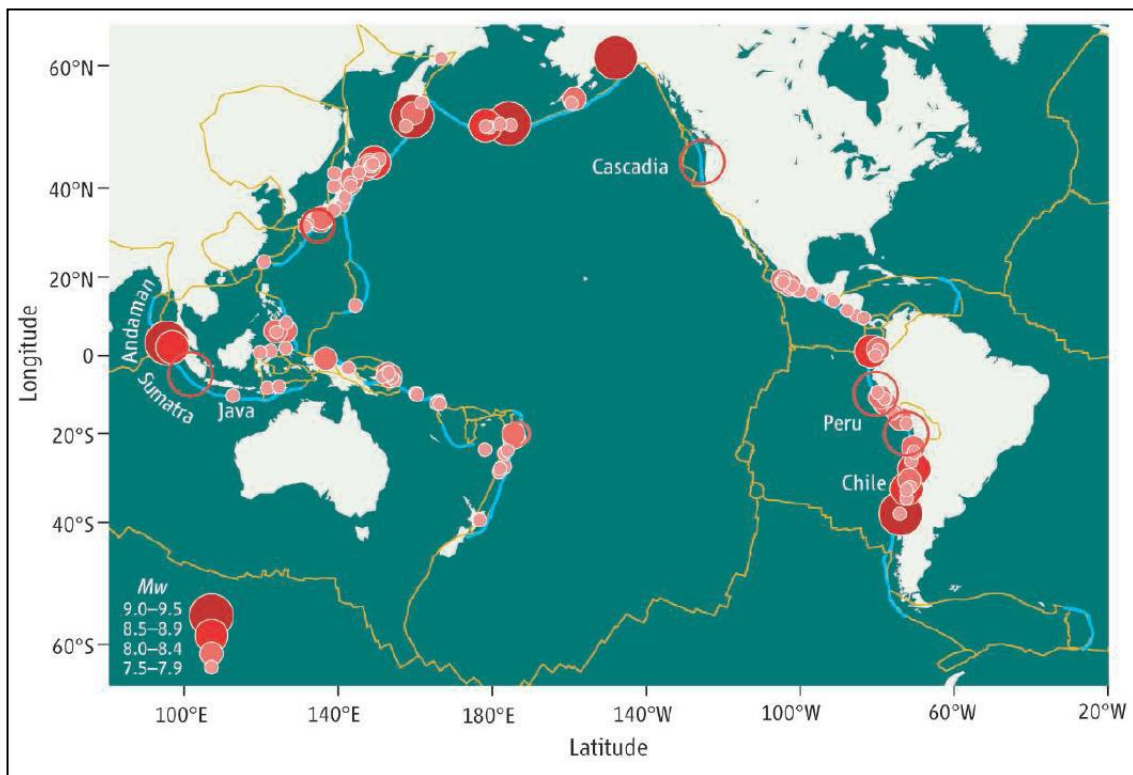 60°N
40°N
20°N
0
20°S
40°S
60°S
Longitude
Cascadia
Andaman
Sumatra
Java
Peru
Chile
Mw
9.0–9.5
8.5–8.9
8.0–8.4
7.5–7.9
100°E
140°E
180°E
140°W
100°W
60°W
20°W
Latitude